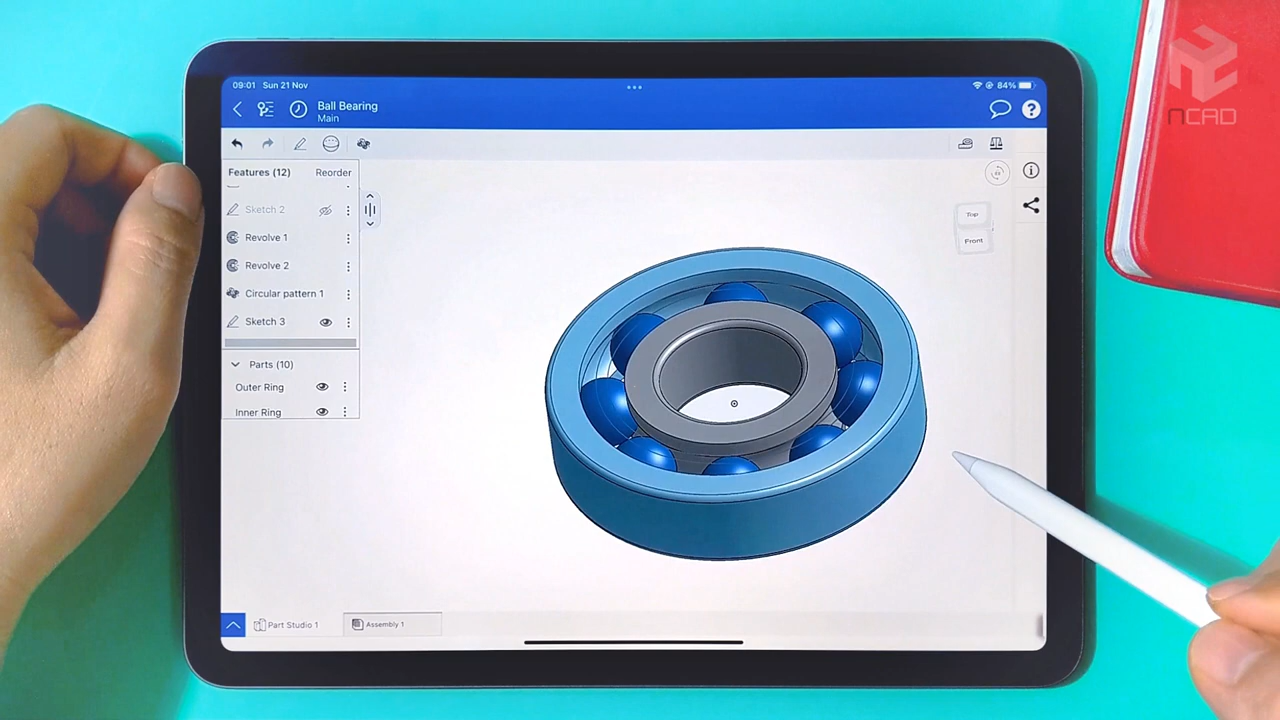 09:01 Sun 21 Nov
84%
Ball Bearing
Main
?
NCAD
Features (12) Reorder
Sketch 2
Revolve 1
Revolve 2
Circular pattern 1
Sketch 3
Parts (10)
Outer Ring
Inner Ring
Top
Front
Part Studio 1
Assembly 1